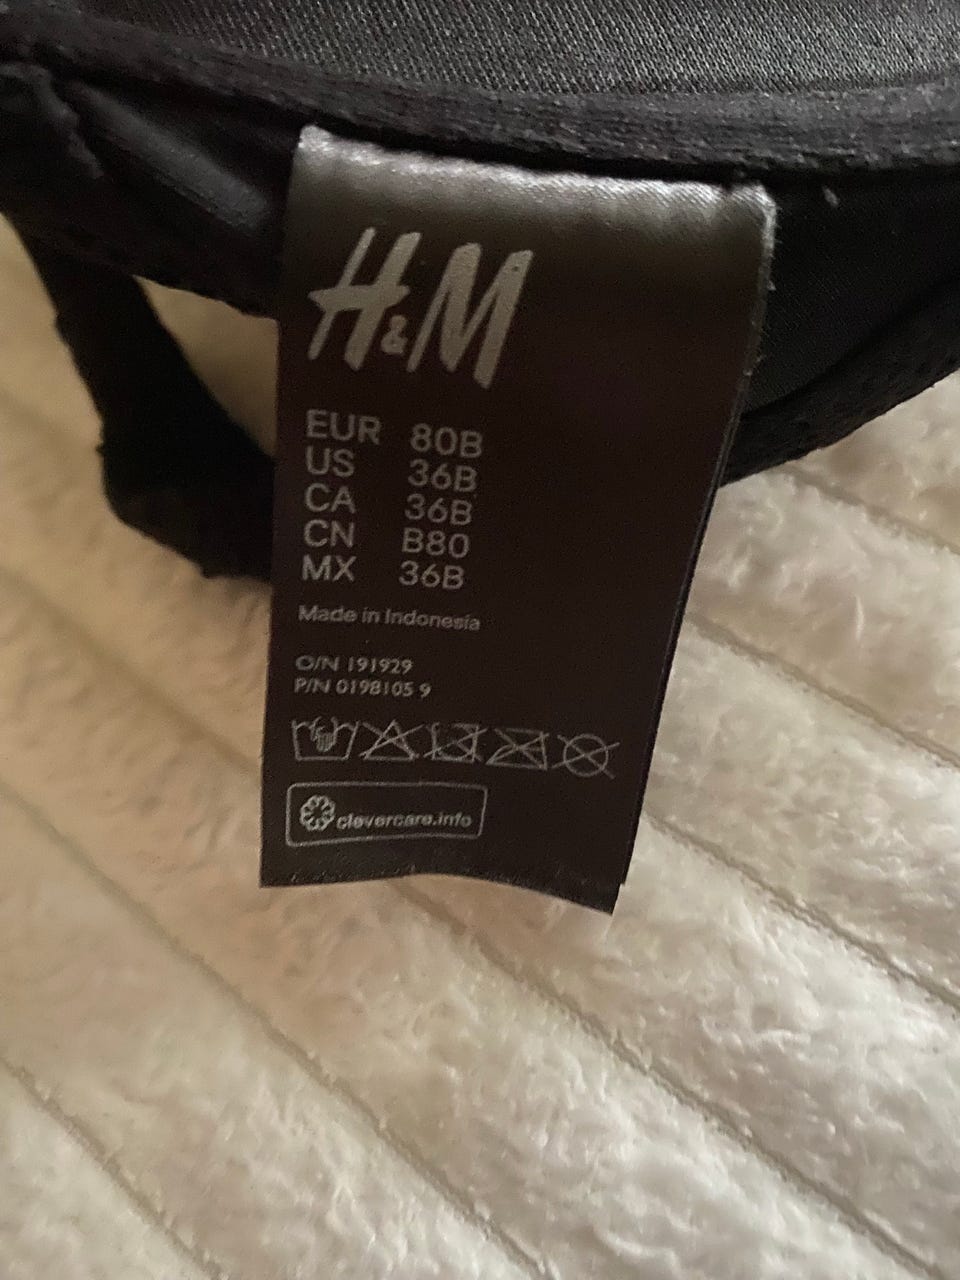 H&M
EUR 80B
US 36B
CA 36B
CN B80
MX 36B
Made in Indonesia
O/N 191929
P/N 0198105 9
clevercare.info